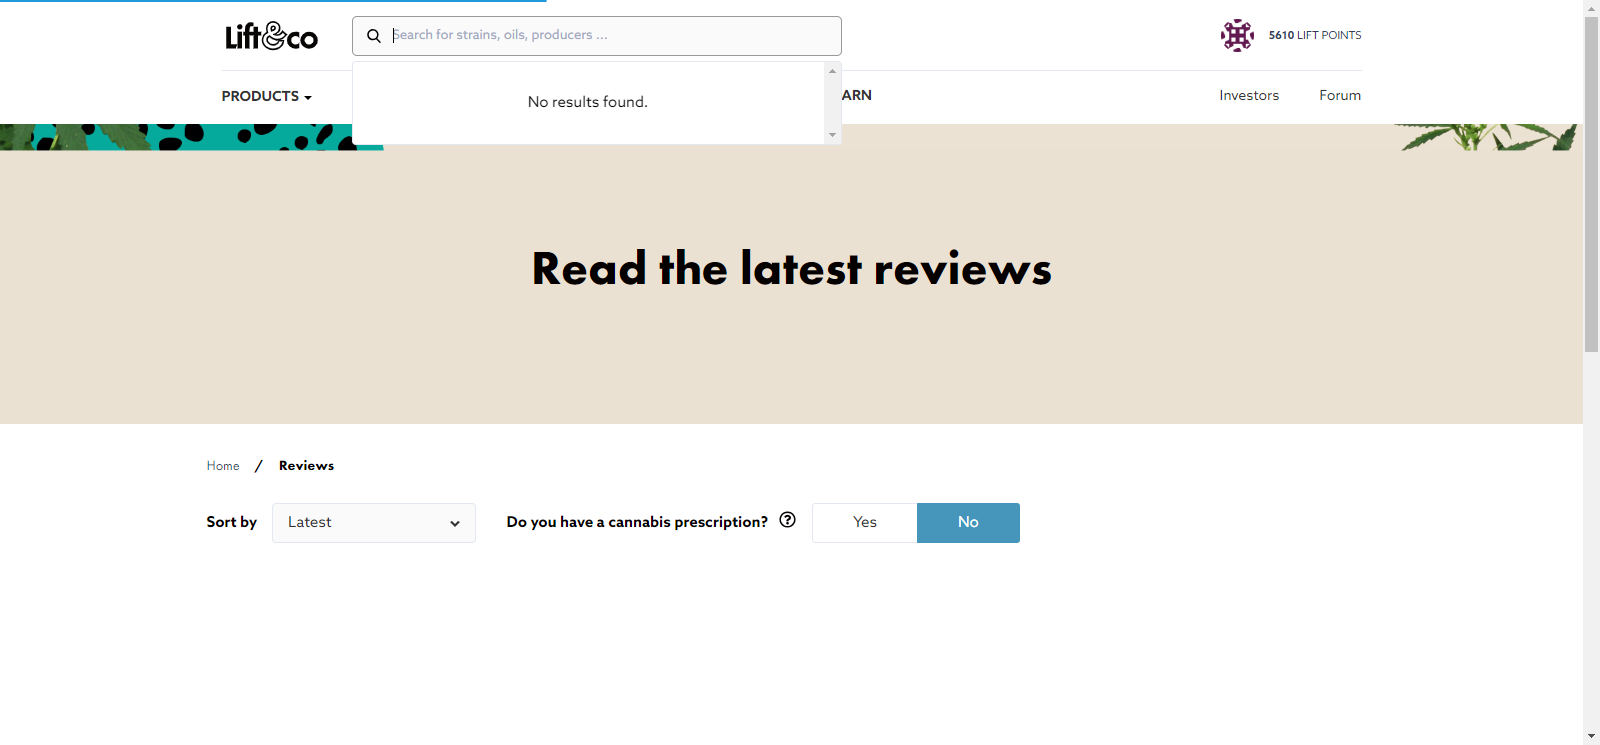 Lift&co
Search for strains, oils, producers ...
5610 LIFT POINTS
No results found.
PRODUCTS
ARN
Investors
Forum
Read the latest reviews
Home / Reviews
Sort by
Latest
Do you have a cannabis prescription?
Yes
No